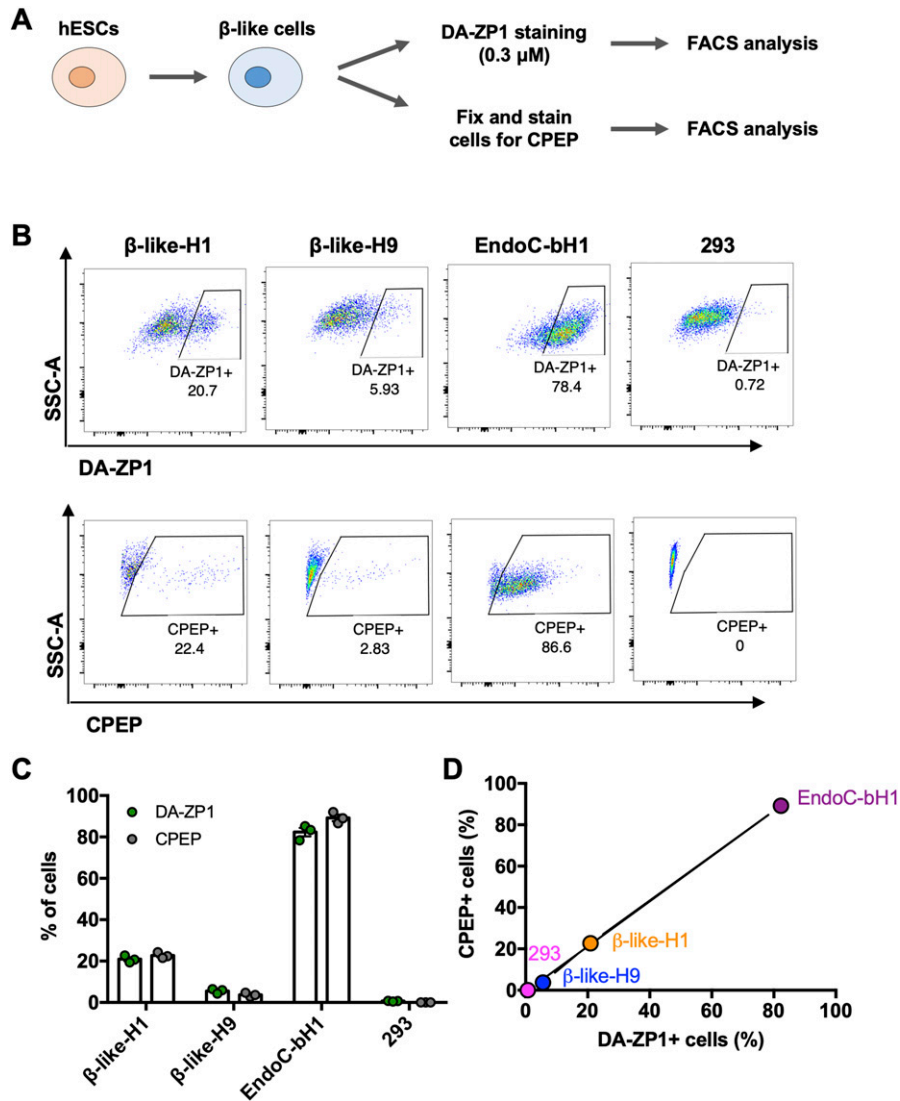 A
hESCs
β-like cells
DA-ZP1 staining
(0.3 μM)
FACS analysis
Fix and stain
cells for CPEP
FACS analysis
B
β-like-H1
β-like-H9
EndoC-bH1
293
SSC-A
DA-ZP1+
20.7
DA-ZP1+
5.93
DA-ZP1+
78.4
DA-ZP1+
0.72
DA-ZP1
SSC-A
CPEP+
22.4
CPEP+
2.83
CPEP+
86.6
CPEP+
0
CPEP
C
% of cells
100
80
60
40
20
0
DA-ZP1
CPEP
β-like-H1
β-like-H9
EndoC-bH1
293
D
CPEP+ cells (%)
100
80
60
40
20
0
EndoC-bH1
β-like-H1
293
β-like-H9
0 20 40 60 80 100
DA-ZP1+ cells (%)